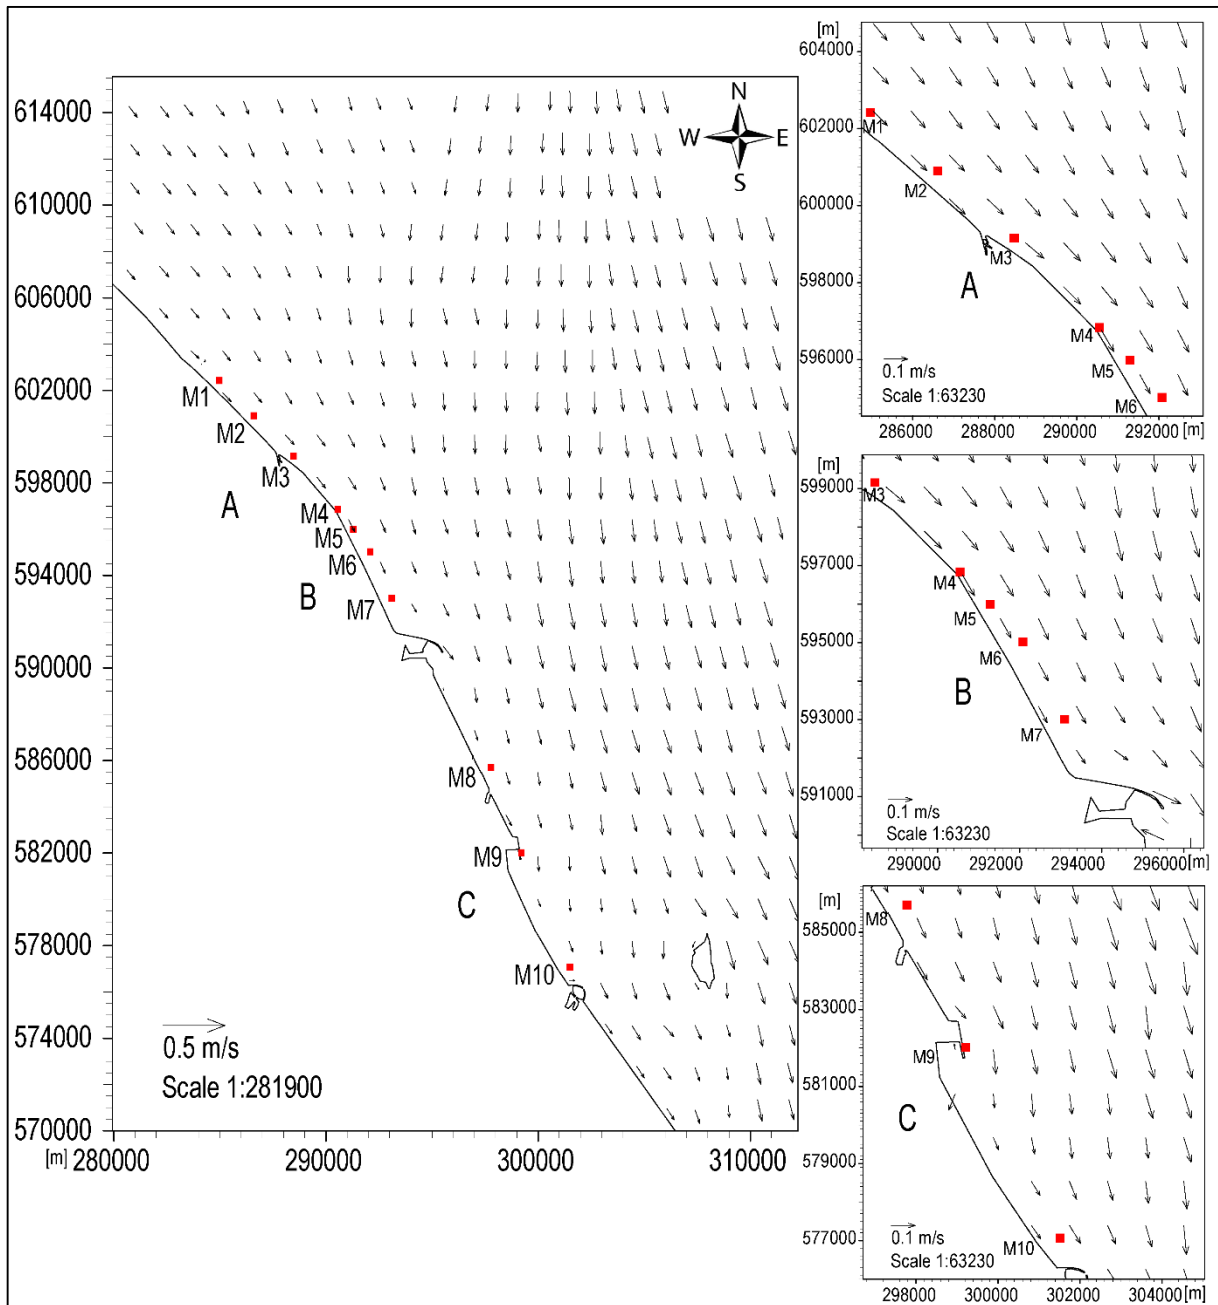 614000
610000
606000
602000
598000
594000
590000
586000
582000
578000
574000
570000
[m]
280000
290000
300000
310000
N
W
E
S
M1
M2
M3
A
M4
M5
M6
B
M7
M8
M9
C
M10
0.5 m/s
Scale 1:281900
[m]
604000
602000
600000
598000
596000
M1
M2
M3
A
M4
M5
M6
0.1 m/s
Scale 1:63230
286000
288000
290000
292000
[m]
[m]
599000
597000
595000
593000
591000
M3
M4
M5
M6
B
M7
0.1 m/s
Scale 1:63230
290000
292000
294000
296000
[m]
[m]
585000
583000
581000
579000
577000
M8
M9
C
M10
0.1 m/s
Scale 1:63230
298000
300000
302000
304000
[m]